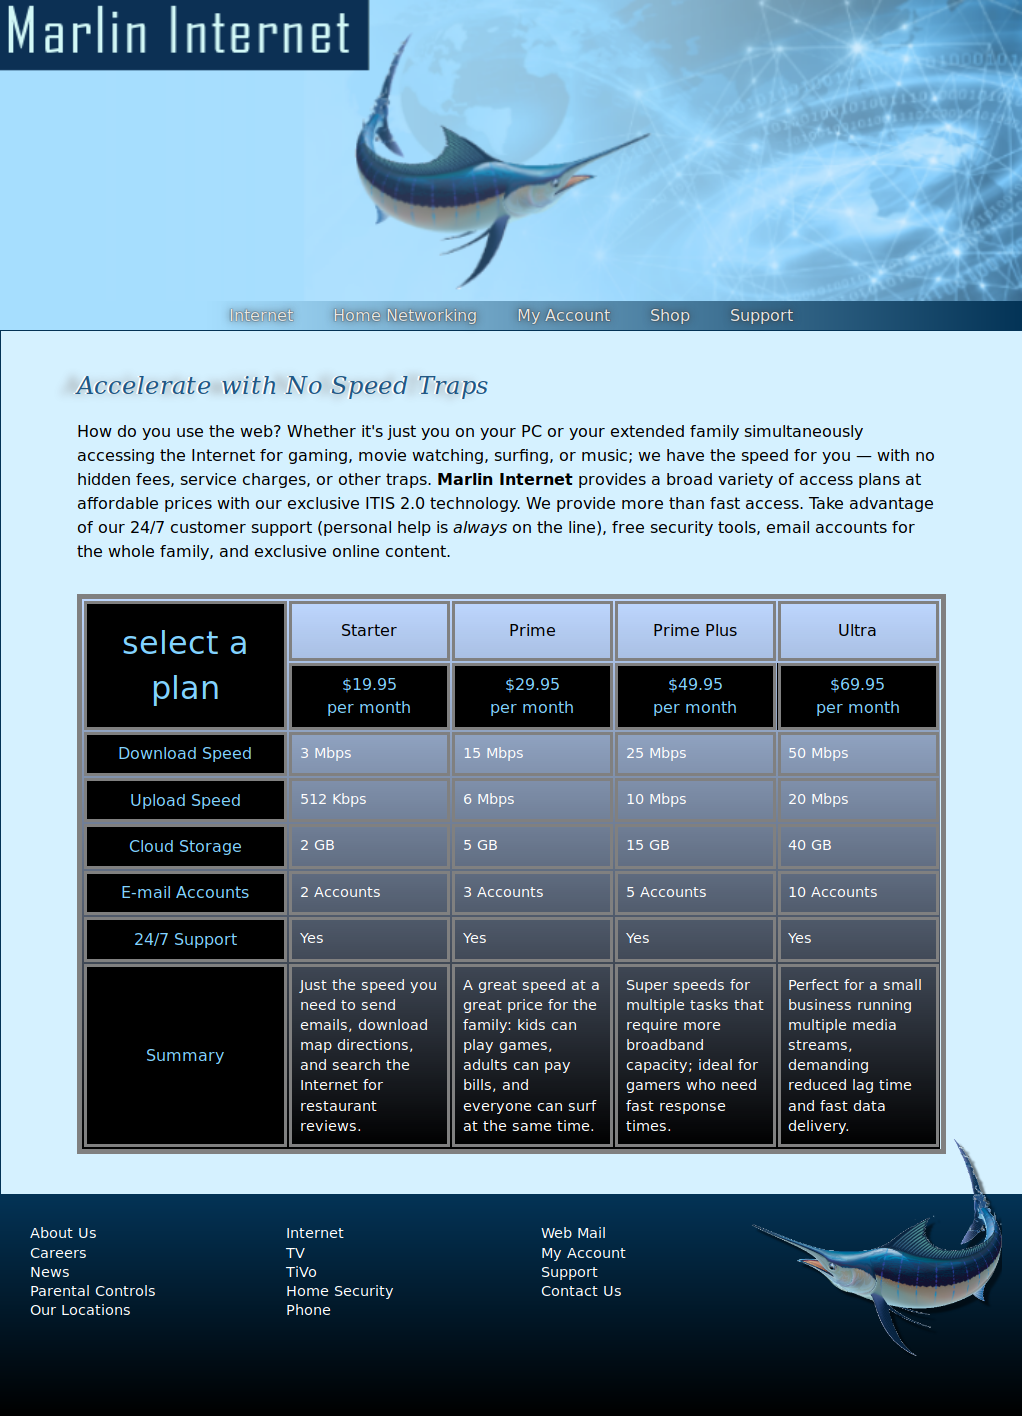 Marlin Internet
Internet Home Networking My Account Shop Support
Accelerate with No Speed Traps
How do you use the web? Whether it's just you on your PC or your extended family simultaneously
accessing the Internet for gaming, movie watching, surfing, or music; we have the speed for you — with no
hidden fees, service charges, or other traps. Marlin Internet provides a broad variety of access plans at
affordable prices with our exclusive ITIS 2.0 technology. We provide more than fast access. Take advantage
of our 24/7 customer support (personal help is always on the line), free security tools, email accounts for
the whole family, and exclusive online content.
select a
plan
Starter Prime Prime Plus Ultra
$19.95 $29.95 $49.95 $69.95
per month per month per month per month
Download Speed 3 Mbps 15 Mbps 25 Mbps 50 Mbps
Upload Speed 512 Kbps 6 Mbps 10 Mbps 20 Mbps
Cloud Storage 2 GB 5 GB 15 GB 40 GB
E-mail Accounts 2 Accounts 3 Accounts 5 Accounts 10 Accounts
24/7 Support Yes Yes Yes Yes
Summary
Just the speed you
need to send
emails, download
map directions,
and search the
Internet for
restaurant
reviews.
A great speed at a
great price for the
family: kids can
play games,
adults can pay
bills, and
everyone can surf
at the same time.
Super speeds for
multiple tasks that
require more
broadband
capacity; ideal for
gamers who need
fast response
times.
Perfect for a small
business running
multiple media
streams,
demanding
reduced lag time
and fast data
delivery.
About Us
Careers
News
Parental Controls
Our Locations
Internet
TV
TiVo
Home Security
Phone
Web Mail
My Account
Support
Contact Us